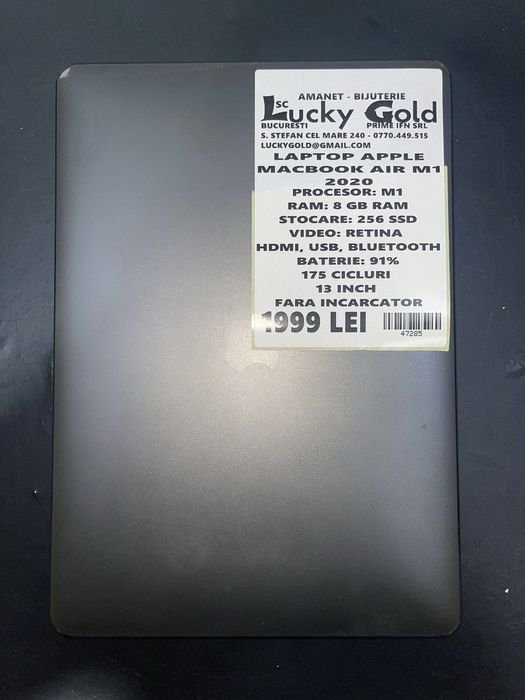 AMANET - BIJUTERIE
SC Lucky Gold
BUCURESTI PRIME IFN SRL
S. STEFAN CEL MARE 240 - 0770.449.515
LUCKYGOLD@GMAIL.COM
LAPTOP APPLE
MACBOOK AIR M1
2020
PROCESOR: M1
RAM: 8 GB RAM
STOCARE: 256 SSD
VIDEO: RETINA
HDMI, USB, BLUETOOTH
BATERIE: 91%
175 CICLURI
13 INCH
FARA INCARCATOR
1999 LEI
47285